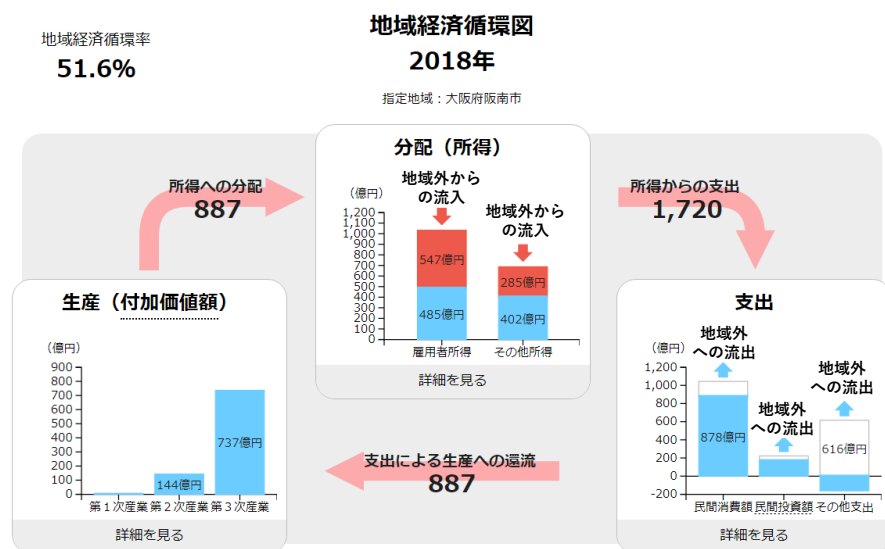 地域経済循環図
2018年
地域経済循環率
51.6%
指定地域：大阪府阪南市
分配（所得）
所得への分配
887
所得からの支出
1,720
（億円）
地域外から
の流入
地域外から
の流入
1,200
1,100
1,000
900
800
700
600
500
400
300
200
100
0
547億円
485億円
285億円
402億円
雇用者所得
その他所得
詳細を見る
生産（付加価値額）
（億円）
900
800
700
600
500
400
300
200
100
0
144億円
737億円
第１次産業 第２次産業 第３次産業
詳細を見る
支出による生産への還流
887
支出
（億円）
地域外
への流出
地域外
への流出
地域外
への流出
1,200
1,000
800
600
400
200
0
-200
878億円
616億円
民間消費額 民間投資額 その他支出
詳細を見る